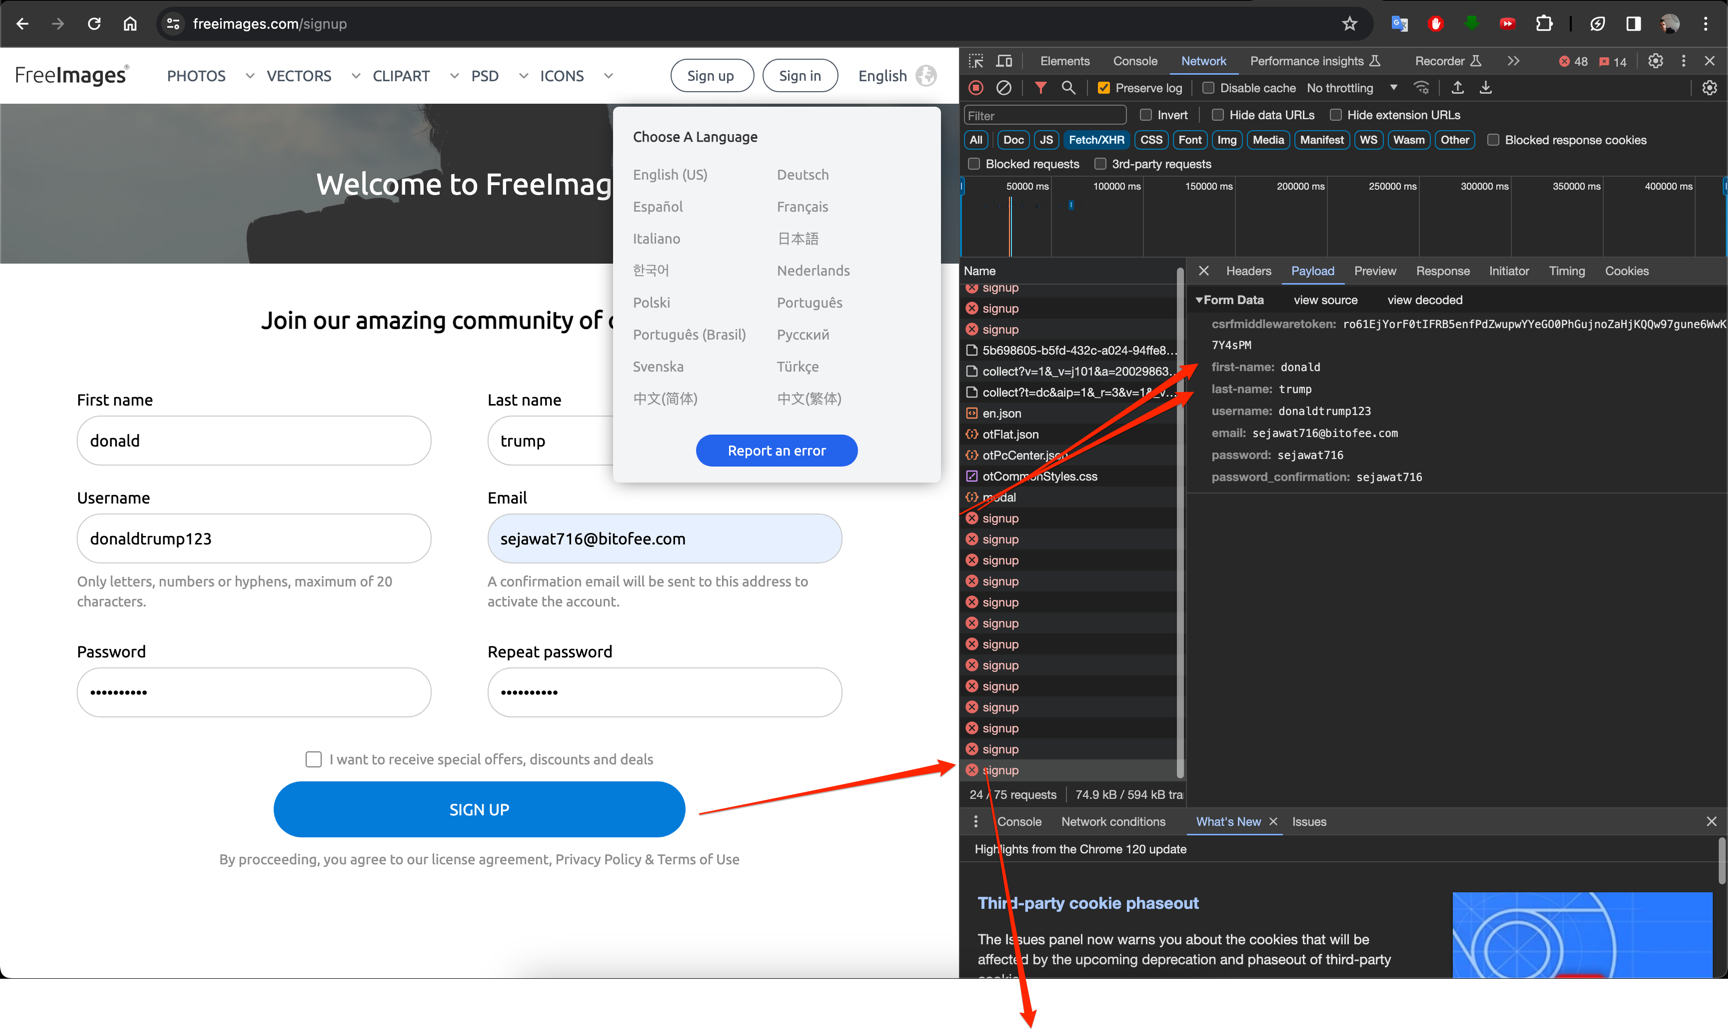 freeimages.com/signup
FreeImages®
PHOTOS
VECTORS
CLIPART
PSD
ICONS
Sign up
Sign in
English
Welcome to FreeImag
Choose A Language
English (US)
Deutsch
Español
Français
Italiano
日本語
한국어
Nederlands
Polski
Português
Português (Brasil)
Русский
Svenska
Türkçe
中文(简体)
中文(繁体)
Report an error
Join our amazing community of
First name
Last name
donald
trump
Username
Email
donaldtrump123
sejawat716@bitofee.com
Only letters, numbers or hyphens, maximum of 20
characters.
A confirmation email will be sent to this address to
activate the account.
Password
Repeat password
I want to receive special offers, discounts and deals
SIGN UP
By procceeding, you agree to our license agreement, Privacy Policy & Terms of Use
Elements
Console
Network
Performance insights
Recorder
48
14
Preserve log
Disable cache
No throttling
Filter
Invert
Hide data URLs
Hide extension URLs
All
Doc
JS
Fetch/XHR
CSS
Font
Img
Media
Manifest
WS
Wasm
Other
Blocked response cookies
Blocked requests
3rd-party requests
50000 ms
100000 ms
150000 ms
200000 ms
250000 ms
300000 ms
350000 ms
400000 ms
Name
signup
signup
signup
5b698605-b5fd-432c-a024-94ffe8...
collect?v=1&_v=j101&a=20029863...
collect?t=dc&aip=1&_r=3&v=1&_v...
en.json
otFlat.json
otPcCenter.json
otCommonStyles.css
modal
signup
signup
signup
signup
signup
signup
signup
signup
signup
signup
signup
signup
signup
24 / 75 requests
74.9 kB / 594 kB tra
Headers
Payload
Preview
Response
Initiator
Timing
Cookies
Form Data
view source
view decoded
csrfmiddlewaretoken: ro61EjYorF0tIFRB5enfPdZwupwYYeGO0PhGujnoZaHjKQQw97gune6WwK
7Y4sPM
first-name: donald
last-name: trump
username: donaldtrump123
email: sejawat716@bitofee.com
password: sejawat716
password_confirmation: sejawat716
Console
Network conditions
What's New
Issues
Highlights from the Chrome 120 update
Third-party cookie phaseout
The Issues panel now warns you about the cookies that will be
affected by the upcoming deprecation and phaseout of third-party